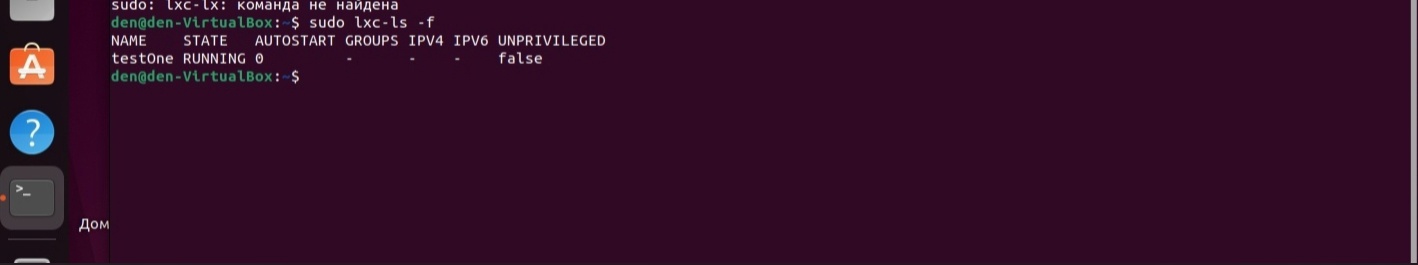 sudo: lxc-lx: команда не найдена
den@den-VirtualBox:~$ sudo lxc-ls -f
NAME    STATE   AUTOSTART GROUPS IPV4 IPV6 UNPRIVILEGED
testOne RUNNING 0         -      -    -    false
den@den-VirtualBox:~$
>_
Дом